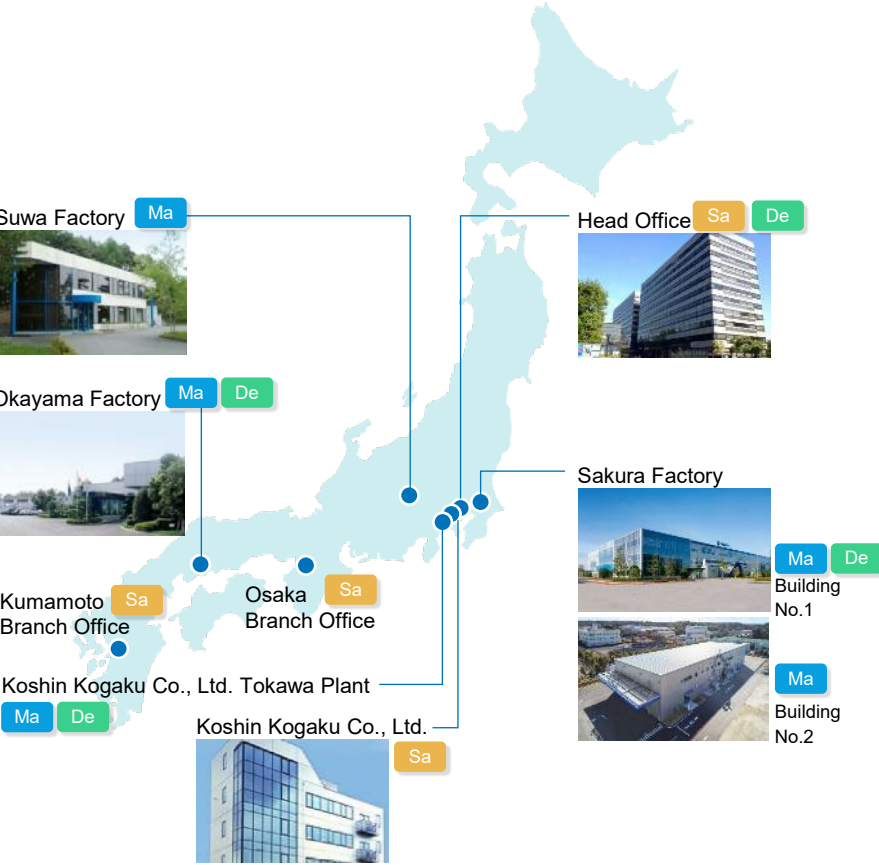 Suwa Factory Ma
Head Office Sa De
Okayama Factory Ma De
Sakura Factory
Ma De
Building
No.1
Kumamoto Sa
Branch Office
Osaka Sa
Branch Office
Ma
Building
No.2
Koshin Kogaku Co., Ltd. Tokawa Plant
Ma De
Koshin Kogaku Co., Ltd.
Sa